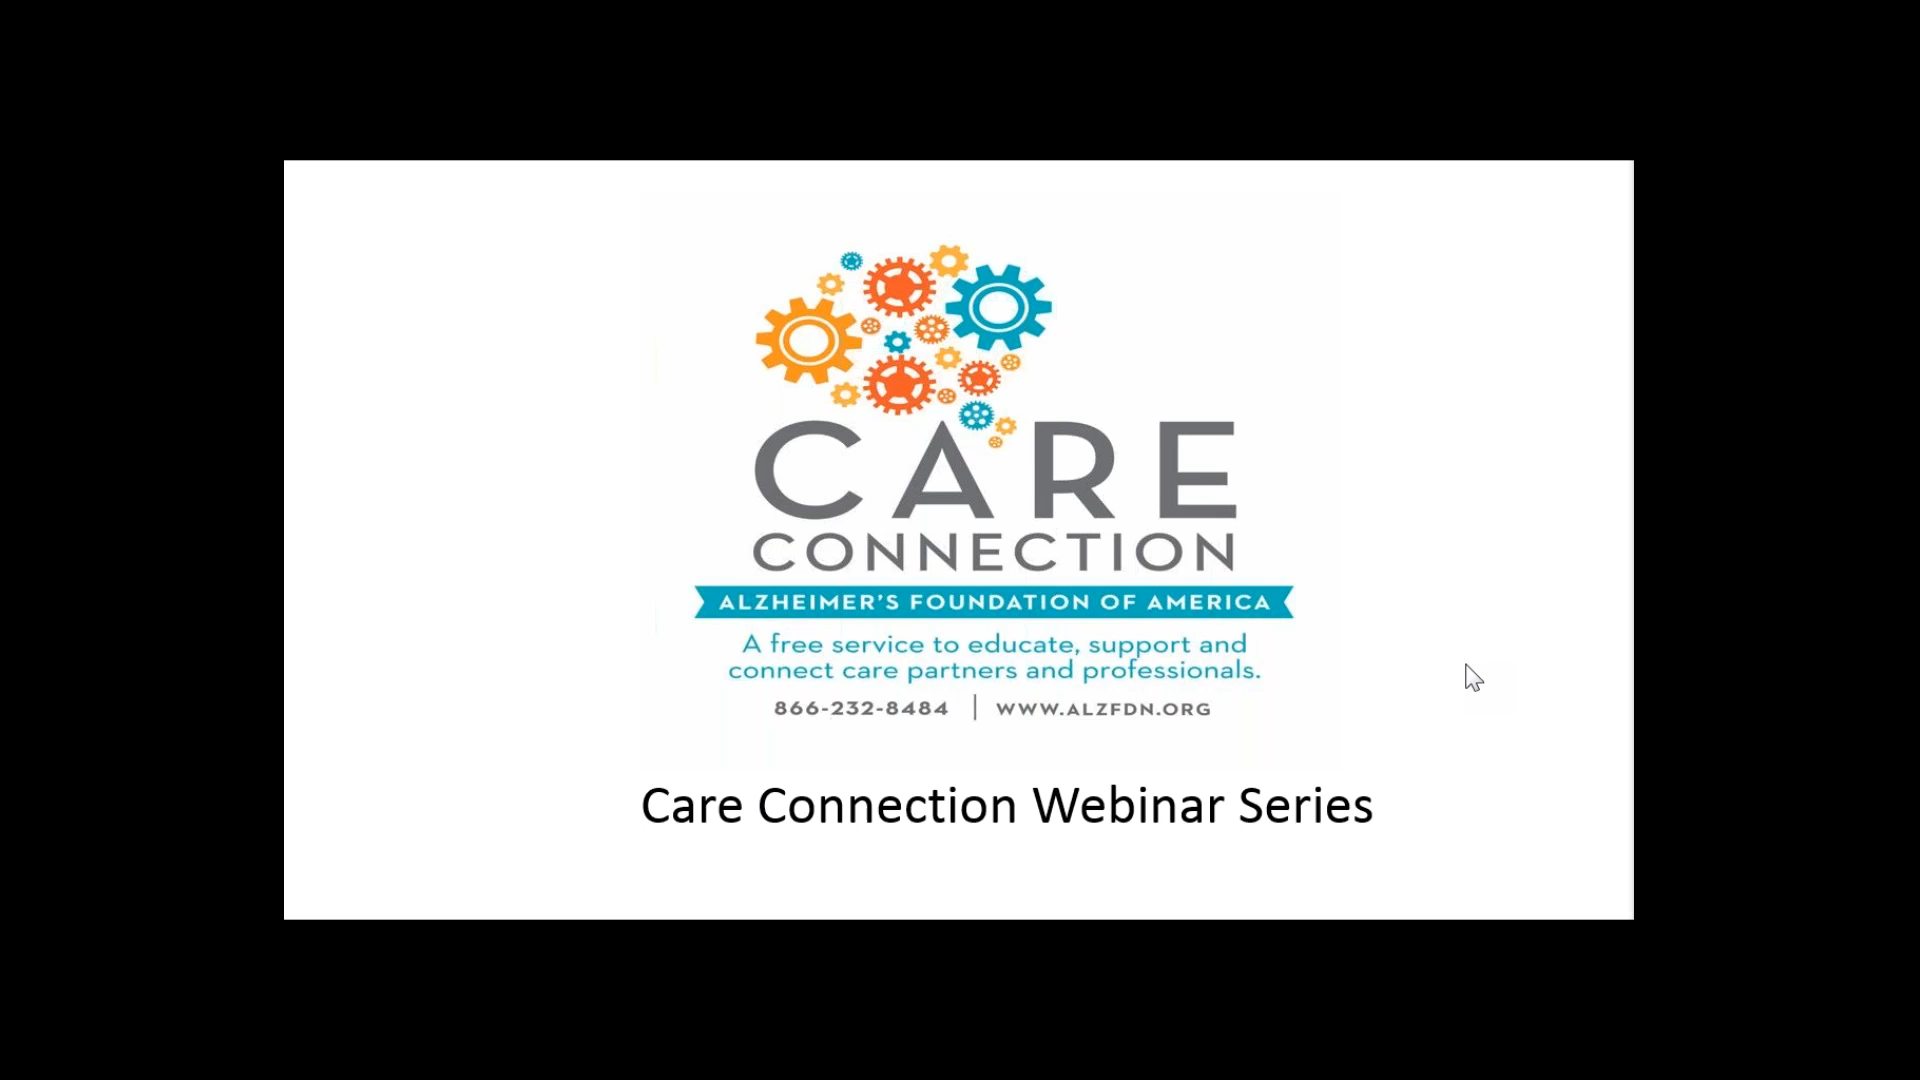 CARE
CONNECTION
ALZHEIMER'S FOUNDATION OF AMERICA
A free service to educate, support and
connect care partners and professionals.
866-232-8484 | WWW.ALZFDN.ORG
Care Connection Webinar Series